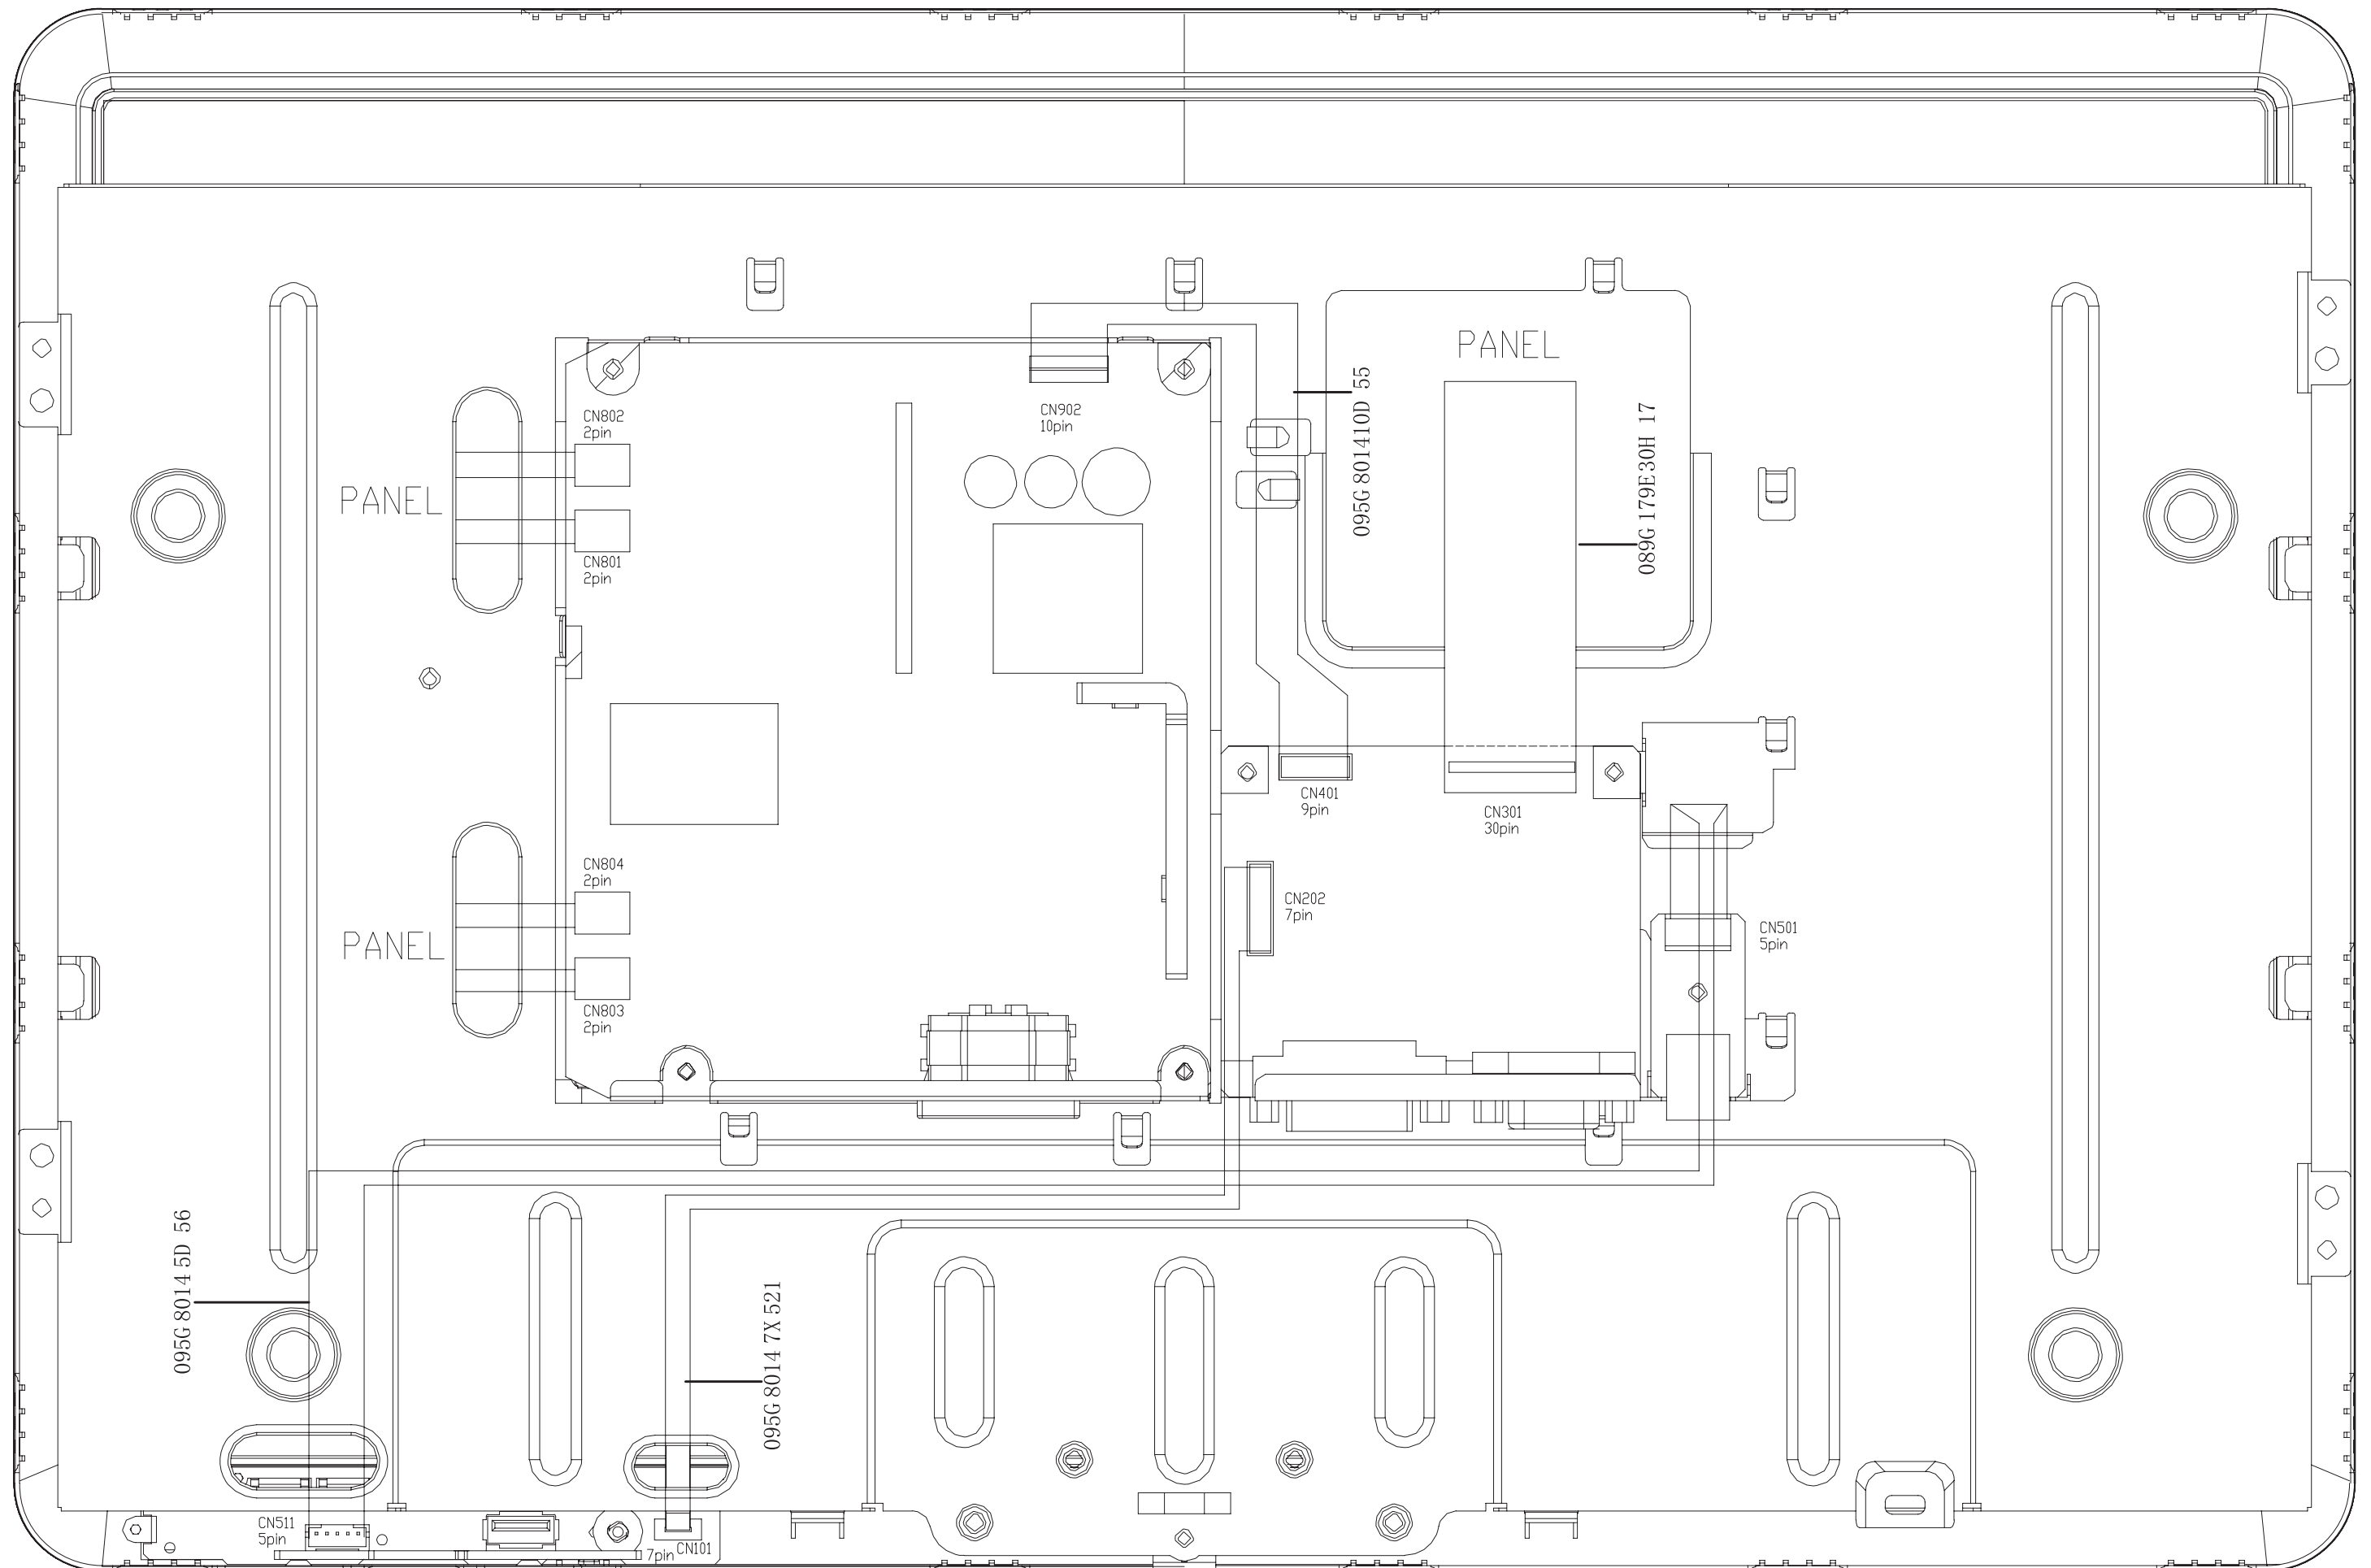 PANEL
095G 801410D 55
089G 179E30H 17
CN802
2pin
CN902
10pin
PANEL
CN801
2pin
CN401
9pin
CN301
30pin
CN804
2pin
CN202
7pin
PANEL
CN501
5pin
CN803
2pin
095G 8014 5D 56
095G 8014 7X 521
CN511
5pin
7pin CN101